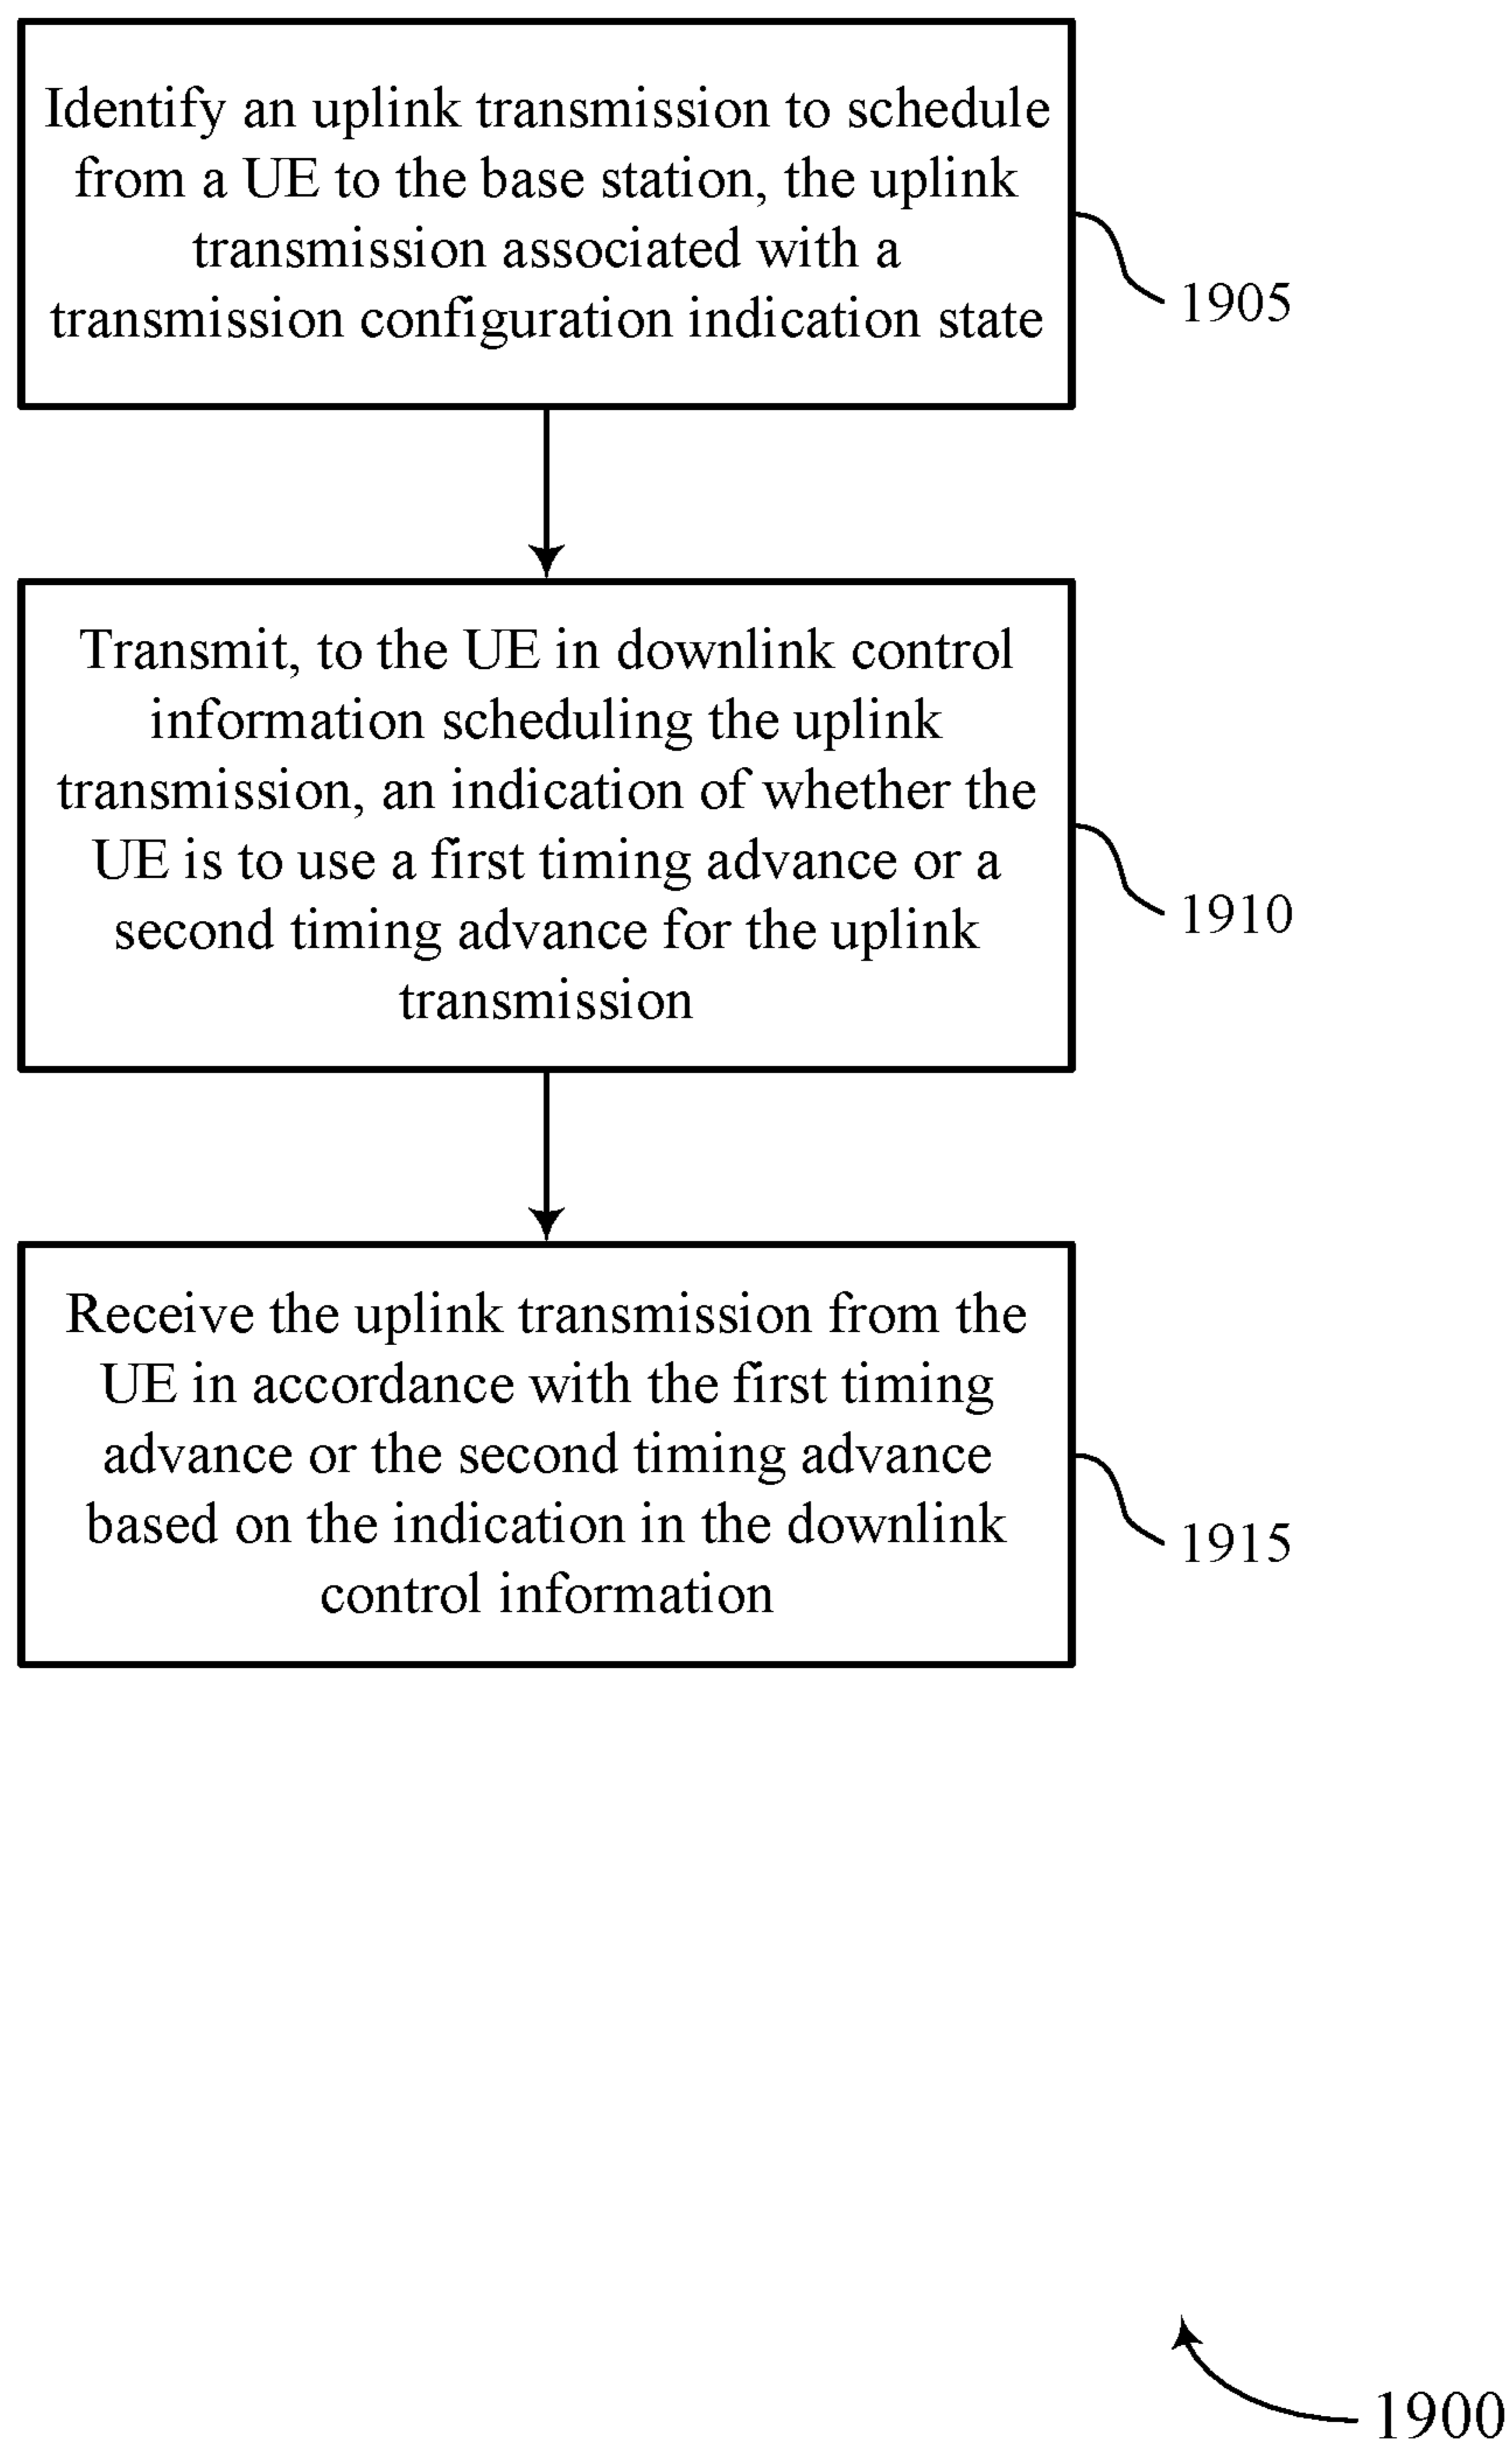 Identify an uplink transmission to schedule
from a UE to the base station, the uplink
transmission associated with a
transmission configuration indication state
1905
Transmit, to the UE in downlink control
information scheduling the uplink
transmission, an indication of whether the
UE is to use a first timing advance or a
second timing advance for the uplink
transmission
1910
Receive the uplink transmission from the
UE in accordance with the first timing
advance or the second timing advance
based on the indication in the downlink
control information
1915
1900